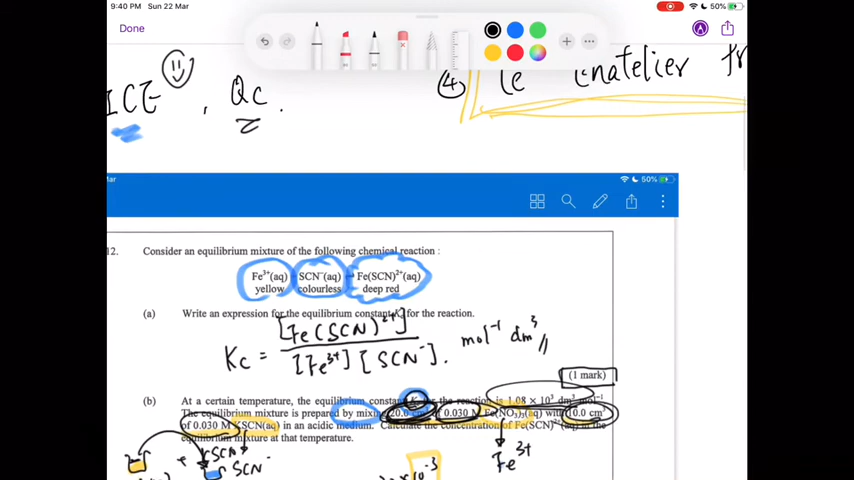 9:40 PM Sun 22 Mar
50%
Done
ICE , Qc .
④ Le
Mar
50%
12. Consider an equilibrium mixture of the following chemical reaction :
Fe³⁺(aq) SCN⁻(aq) Fe(SCN)²⁺(aq)
yellow colourless deep red
(a) Write an expression for the equilibrium constant Kc for the reaction.
Kc = [Fe(SCN)²⁺] / [Fe³⁺] [SCN⁻] . mol⁻¹ dm³
(1 mark)
(b) At a certain temperature, the equilibrium constant Kc for the reaction is 1.08 × 10³ dm³ mol⁻¹
The equilibrium mixture is prepared by mixing 20.0 cm³ of 0.030 M Fe(NO₃)₃(aq) with 10.0 cm³
of 0.030 M KSCN(aq) in an acidic medium. Calculate the concentration of Fe(SCN)²⁺(aq) in the
equilibrium mixture at that temperature.
+ SCN⁻
×10⁻³
Fe³⁺